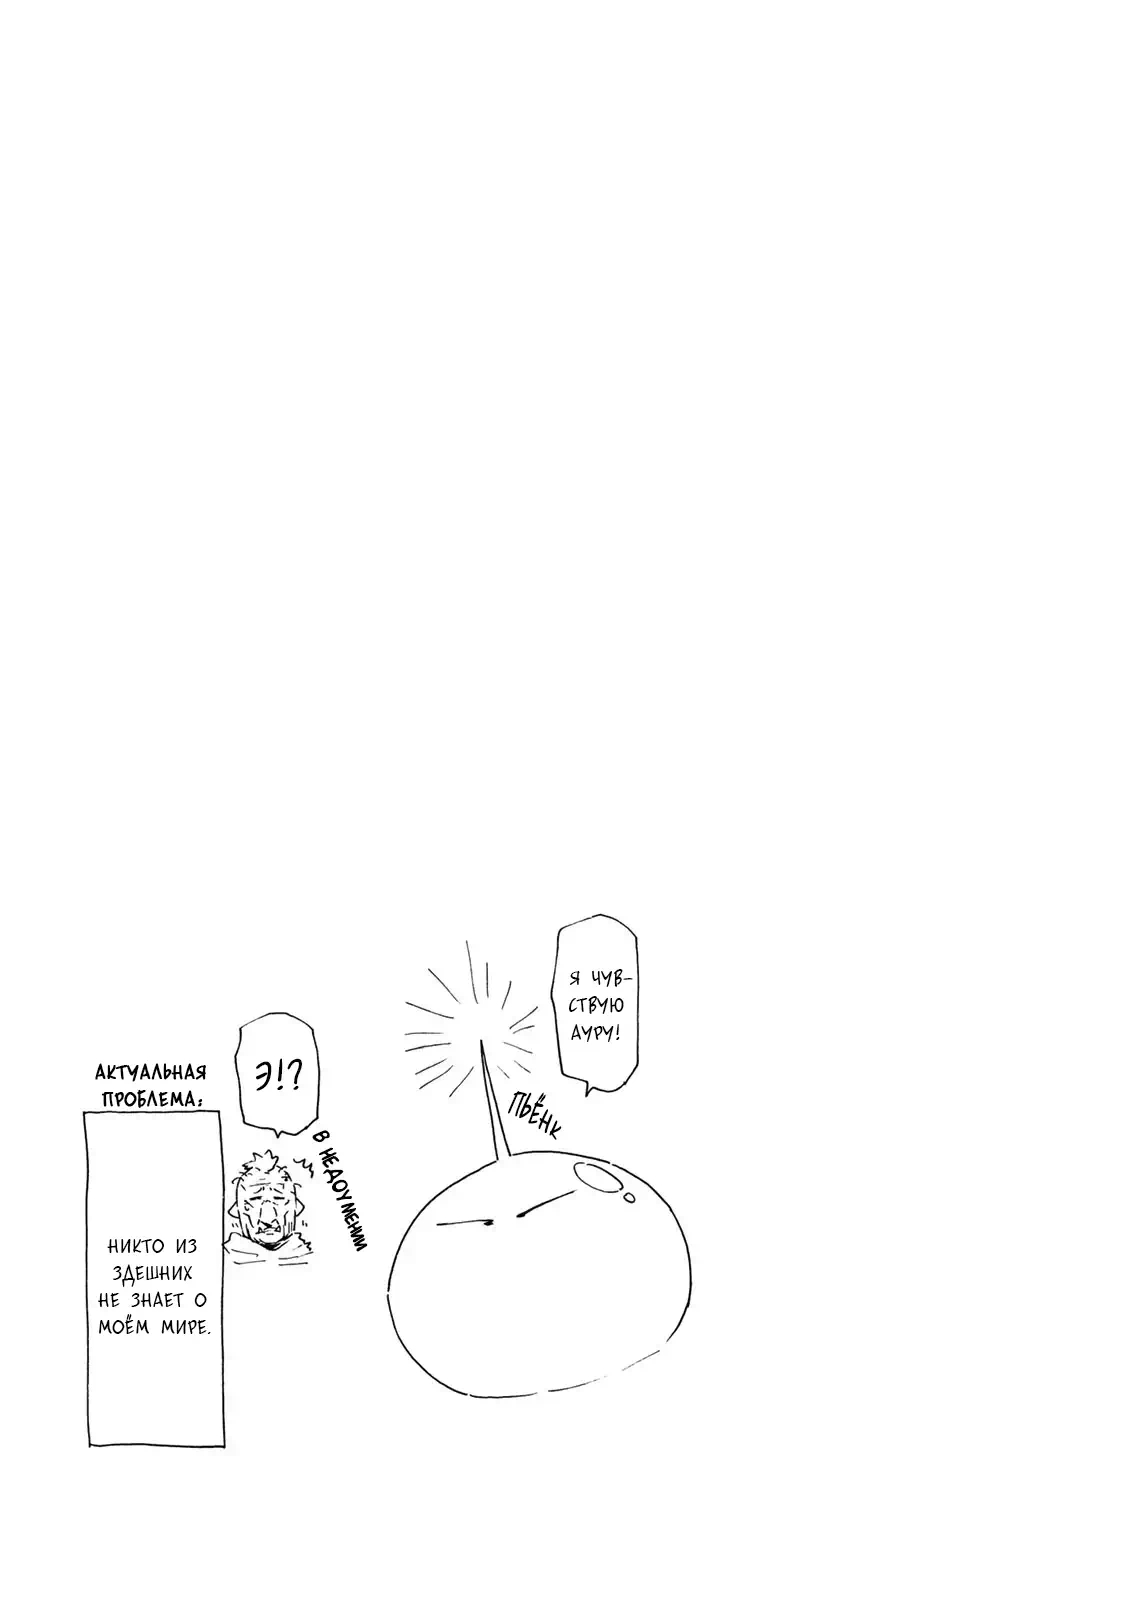 Я ЧУВ-
СТВУЮ
АУРУ!
ПЬЁНК
Э!?
В НЕДОУМЕНИИ
АКТУАЛЬНАЯ
ПРОБЛЕМА:
НИКТО ИЗ
ЗДЕШНИХ
НЕ ЗНАЕТ О
МОЁМ МИРЕ.